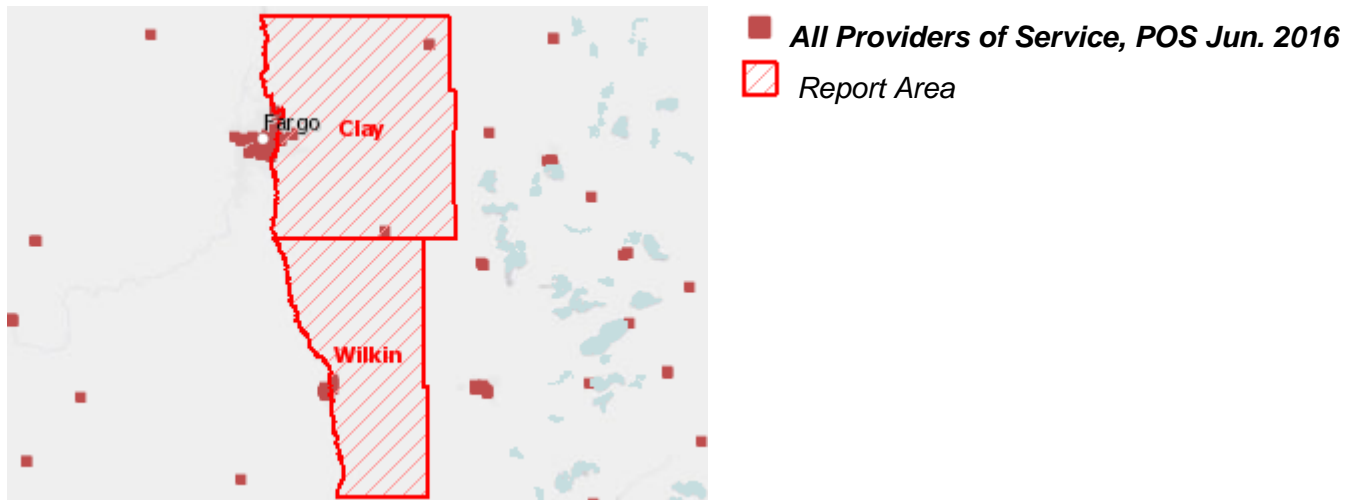 All Providers of Service, POS Jun. 2016
Report Area
Fargo
Clay
Wilkin